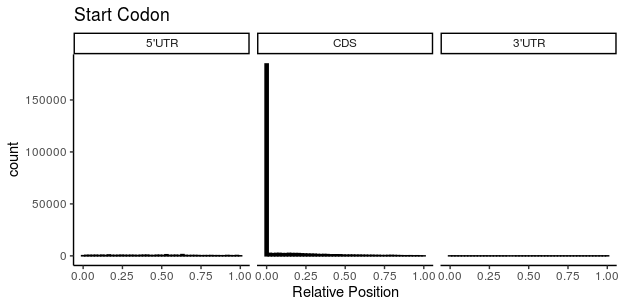 Start Codon
5'UTR CDS 3'UTR
150000
100000
50000
0
count
0.00 0.25 0.50 0.75 1.00 0.00 0.25 0.50 0.75 1.00 0.00 0.25 0.50 0.75 1.00
Relative Position